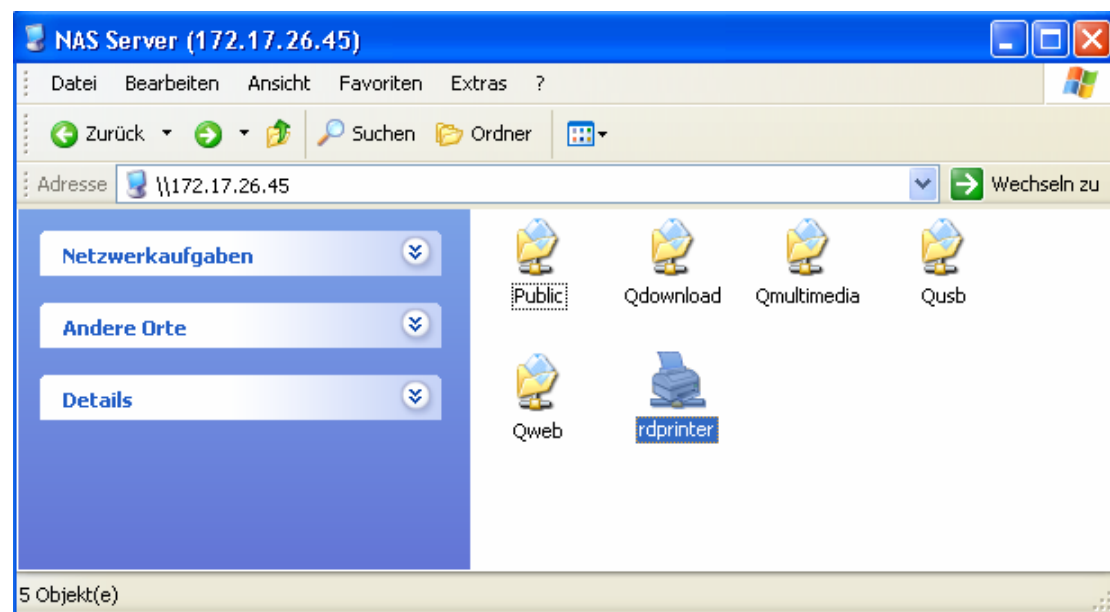 NAS Server (172.17.26.45)
Datei Bearbeiten Ansicht Favoriten Extras ?
Zurück Suchen Ordner
Adresse \\172.17.26.45 Wechseln zu
Netzwerkaufgaben
Andere Orte
Details
Public Qdownload Qmultimedia Qusb
Qweb rdprinter
5 Objekt(e)